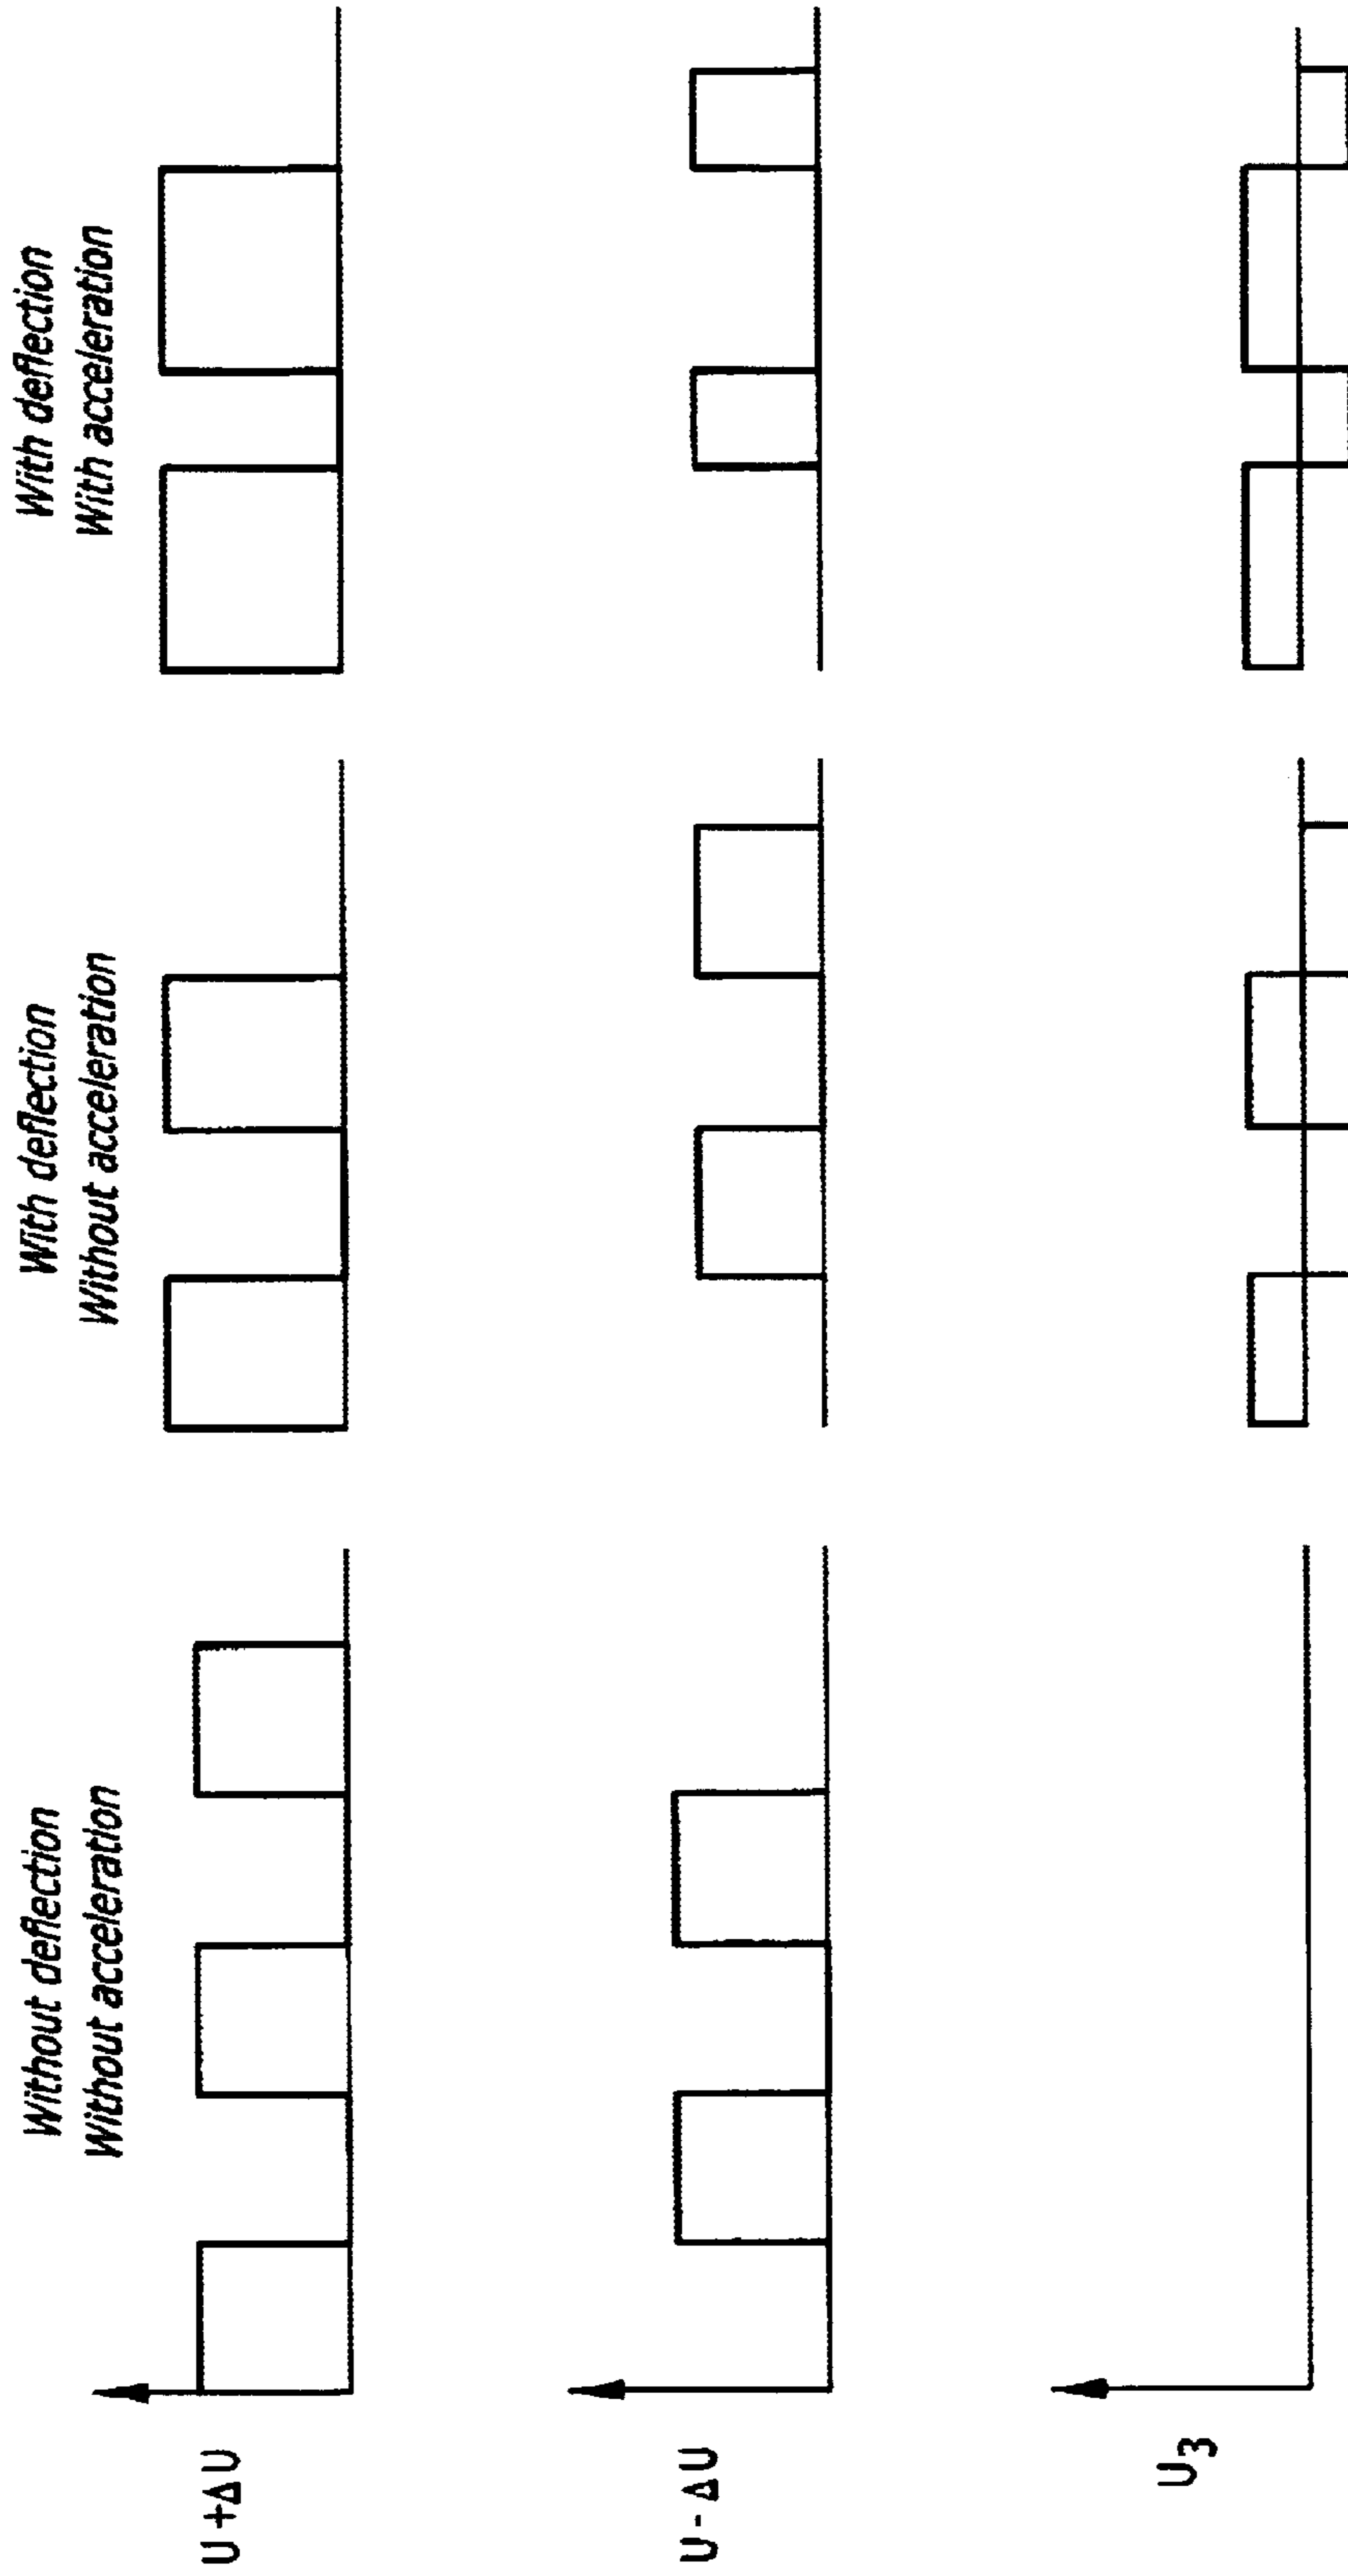 Without deflection
Without acceleration
With deflection
Without acceleration
With deflection
With acceleration
U+ΔU
U-ΔU
U₃